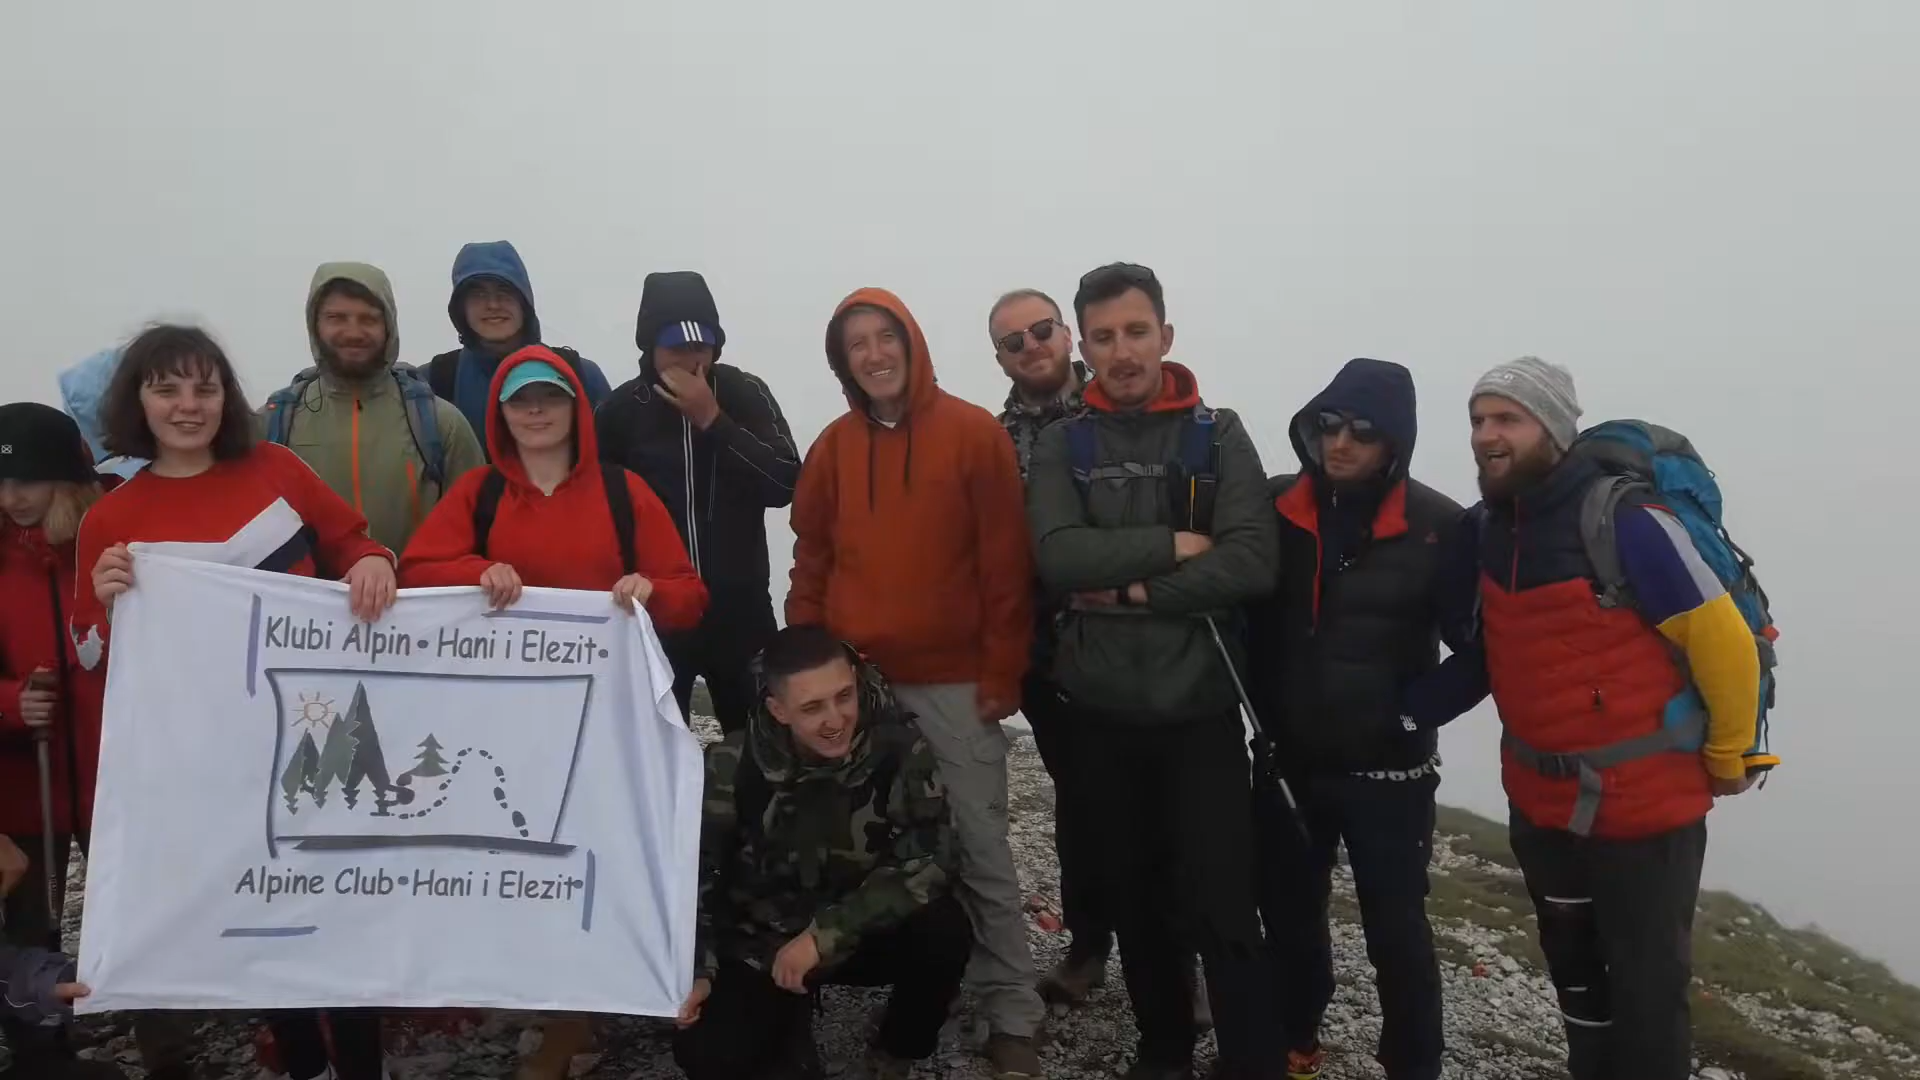 Klubi Alpin • Hani i Elezit •
Alpine Club • Hani i Elezit •